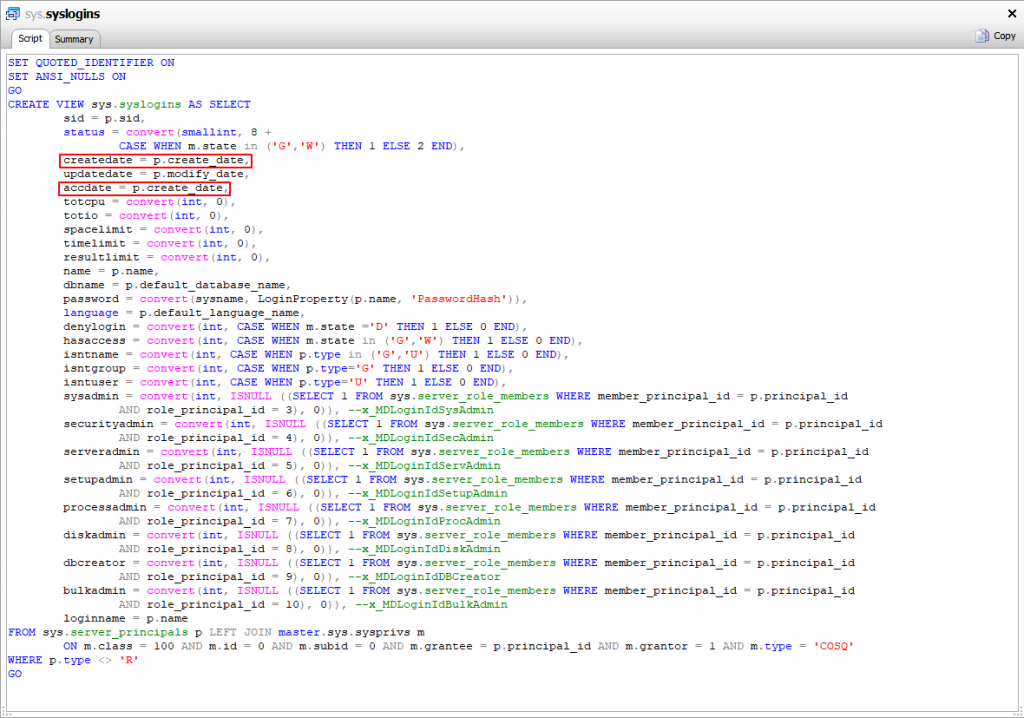 sys.syslogins
Script Summary Copy
SET QUOTED_IDENTIFIER ON
SET ANSI_NULLS ON
GO
CREATE VIEW sys.syslogins AS SELECT
sid = p.sid,
status = convert(smallint, 8 +
CASE WHEN m.state in ('G','W') THEN 1 ELSE 2 END),
createdate = p.create_date,
updatedate = p.modify_date,
accdate = p.create_date,
totcpu = convert(int, 0),
totio = convert(int, 0),
spacelimit = convert(int, 0),
timelimit = convert(int, 0),
resultlimit = convert(int, 0),
name = p.name,
dbname = p.default_database_name,
password = convert(sysname, LoginProperty(p.name, 'PasswordHash')),
language = p.default_language_name,
denylogin = convert(int, CASE WHEN m.state ='D' THEN 1 ELSE 0 END),
hasaccess = convert(int, CASE WHEN m.state in ('G','W') THEN 1 ELSE 0 END),
isntname = convert(int, CASE WHEN p.type in ('G','U') THEN 1 ELSE 0 END),
isntgroup = convert(int, CASE WHEN p.type='G' THEN 1 ELSE 0 END),
isntuser = convert(int, CASE WHEN p.type='U' THEN 1 ELSE 0 END),
sysadmin = convert(int, ISNULL ((SELECT 1 FROM sys.server_role_members WHERE member_principal_id = p.principal_id
AND role_principal_id = 3), 0)), --x_MDLoginIdSysAdmin
securityadmin = convert(int, ISNULL ((SELECT 1 FROM sys.server_role_members WHERE member_principal_id = p.principal_id
AND role_principal_id = 4), 0)), --x_MDLoginIdSecAdmin
serveradmin = convert(int, ISNULL ((SELECT 1 FROM sys.server_role_members WHERE member_principal_id = p.principal_id
AND role_principal_id = 5), 0)), --x_MDLoginIdServAdmin
setupadmin = convert(int, ISNULL ((SELECT 1 FROM sys.server_role_members WHERE member_principal_id = p.principal_id
AND role_principal_id = 6), 0)), --x_MDLoginIdSetupAdmin
processadmin = convert(int, ISNULL ((SELECT 1 FROM sys.server_role_members WHERE member_principal_id = p.principal_id
AND role_principal_id = 7), 0)), --x_MDLoginIdProcAdmin
diskadmin = convert(int, ISNULL ((SELECT 1 FROM sys.server_role_members WHERE member_principal_id = p.principal_id
AND role_principal_id = 8), 0)), --x_MDLoginIdDiskAdmin
dbcreator = convert(int, ISNULL ((SELECT 1 FROM sys.server_role_members WHERE member_principal_id = p.principal_id
AND role_principal_id = 9), 0)), --x_MDLoginIdDBCreator
bulkadmin = convert(int, ISNULL ((SELECT 1 FROM sys.server_role_members WHERE member_principal_id = p.principal_id
AND role_principal_id = 10), 0)), --x_MDLoginIdBulkAdmin
loginname = p.name
FROM sys.server_principals p LEFT JOIN master.sys.sysprivs m
ON m.class = 100 AND m.id = 0 AND m.subid = 0 AND m.grantee = p.principal_id AND m.grantor = 1 AND m.type = 'COSQ'
WHERE p.type <> 'R'
GO